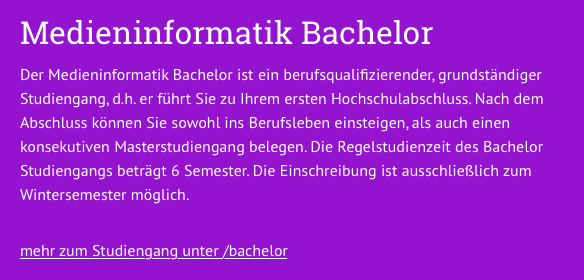 Medieninformatik Bachelor
Der Medieninformatik Bachelor ist ein berufsqualifizierender, grundständiger
Studiengang, d.h. er führt Sie zu Ihrem ersten Hochschulabschluss. Nach dem
Abschluss können Sie sowohl ins Berufsleben einsteigen, als auch einen
konsekutiven Masterstudiengang belegen. Die Regelstudienzeit des Bachelor
Studiengangs beträgt 6 Semester. Die Einschreibung ist ausschließlich zum
Wintersemester möglich.
mehr zum Studiengang unter /bachelor